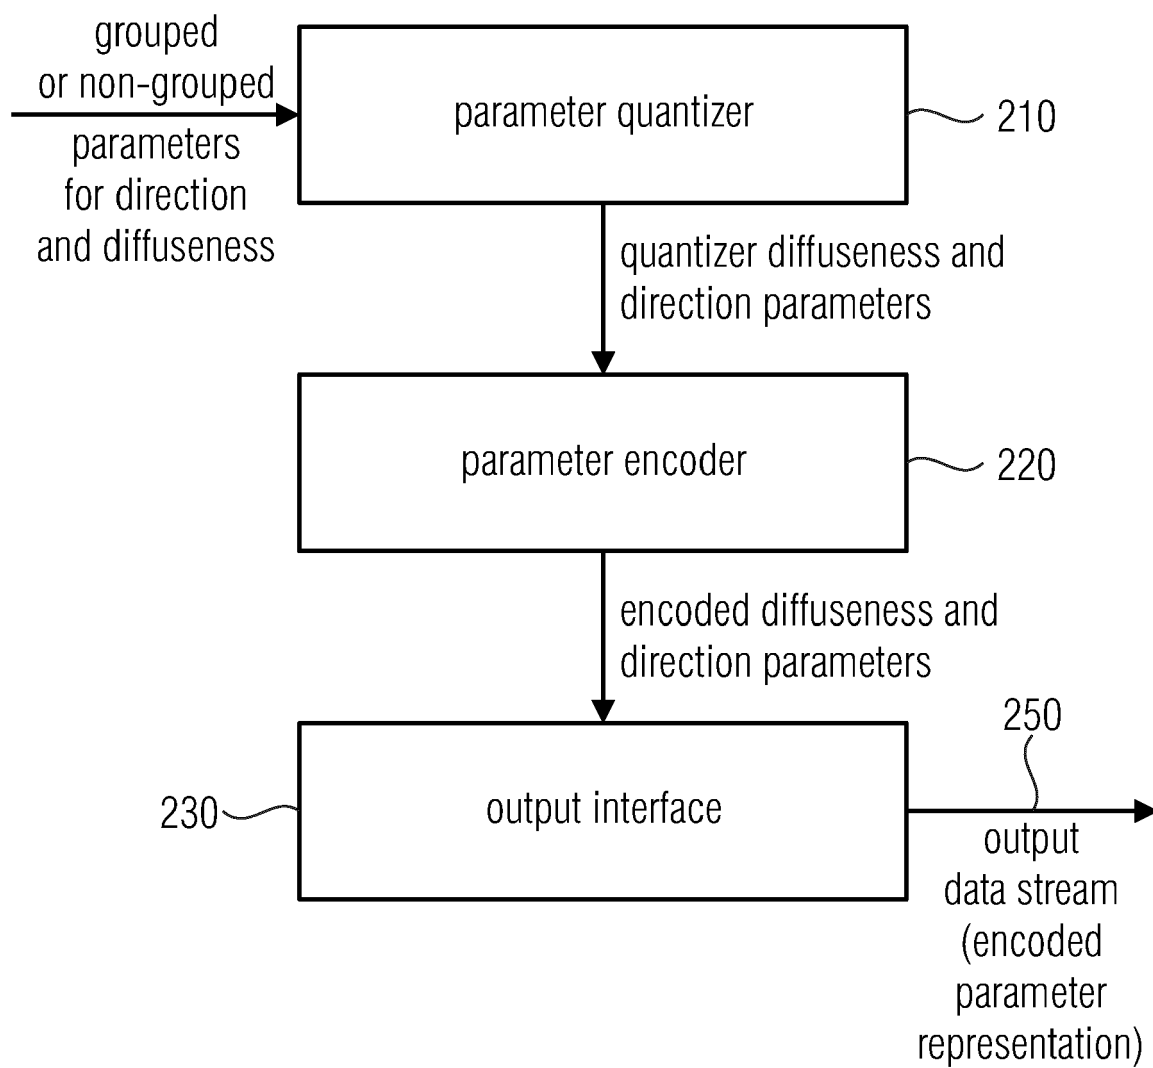 grouped
or non-grouped
parameters
for direction
and diffuseness
parameter quantizer
210
quantizer diffuseness and
direction parameters
parameter encoder
220
encoded diffuseness and
direction parameters
230
output interface
250
output
data stream
(encoded
parameter
representation)